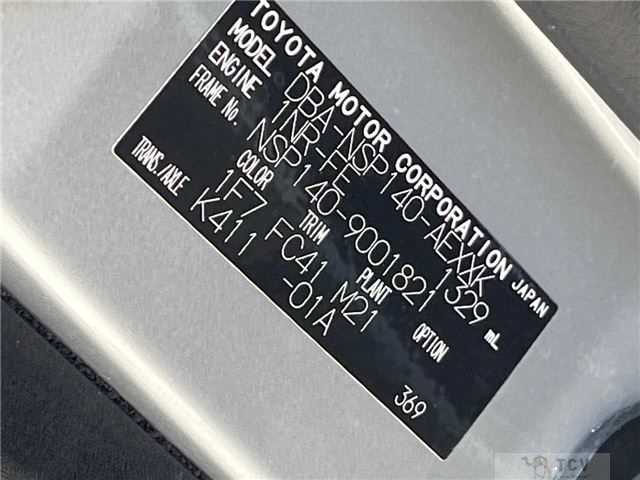 TOYOTA MOTOR CORPORATION JAPAN
MODEL DBA-NSP140-AEXXK
ENGINE 1NR-FE 1329 mL
FRAME No. NSP140-9001821
COLOR TRIM PLANT OPTION
1F7 FC41 M21
TRANS./AXLE K411 -01A
369
TCV